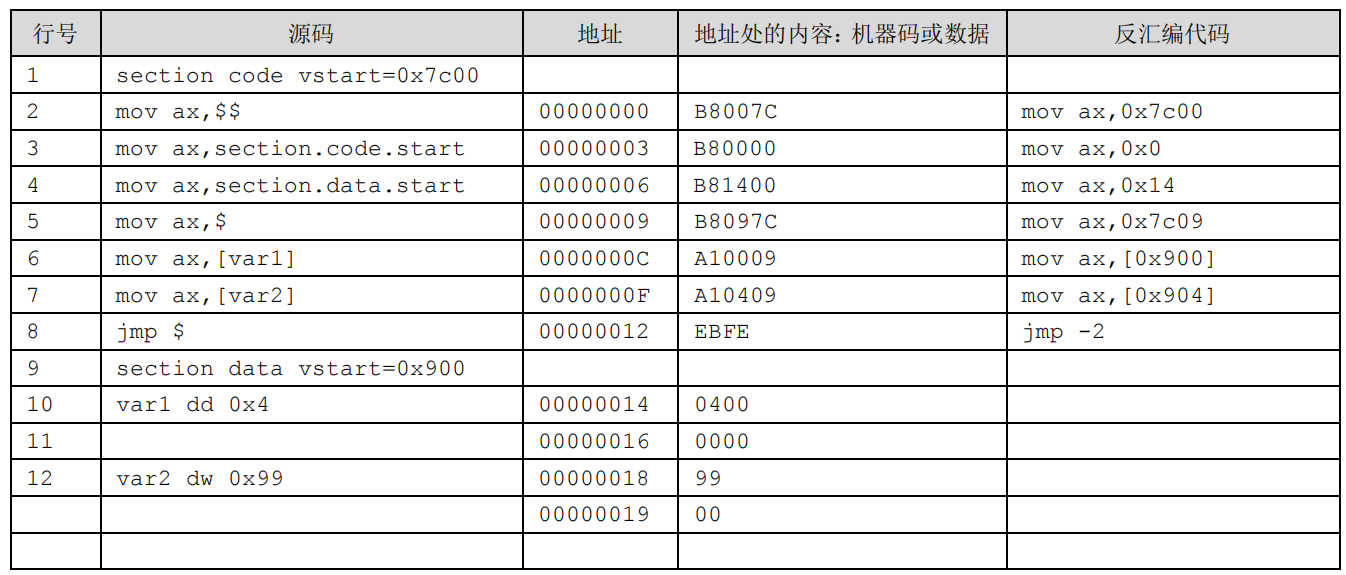 行号 源码 地址 地址处的内容：机器码或数据 反汇编代码
1 section code vstart=0x7c00
2 mov ax,$$ 00000000 B8007C mov ax,0x7c00
3 mov ax,section.code.start 00000003 B80000 mov ax,0x0
4 mov ax,section.data.start 00000006 B81400 mov ax,0x14
5 mov ax,$ 00000009 B8097C mov ax,0x7c09
6 mov ax,[var1] 0000000C A10009 mov ax,[0x900]
7 mov ax,[var2] 0000000F A10409 mov ax,[0x904]
8 jmp $ 00000012 EBFE jmp -2
9 section data vstart=0x900
10 var1 dd 0x4 00000014 0400
11 00000016 0000
12 var2 dw 0x99 00000018 99
00000019 00